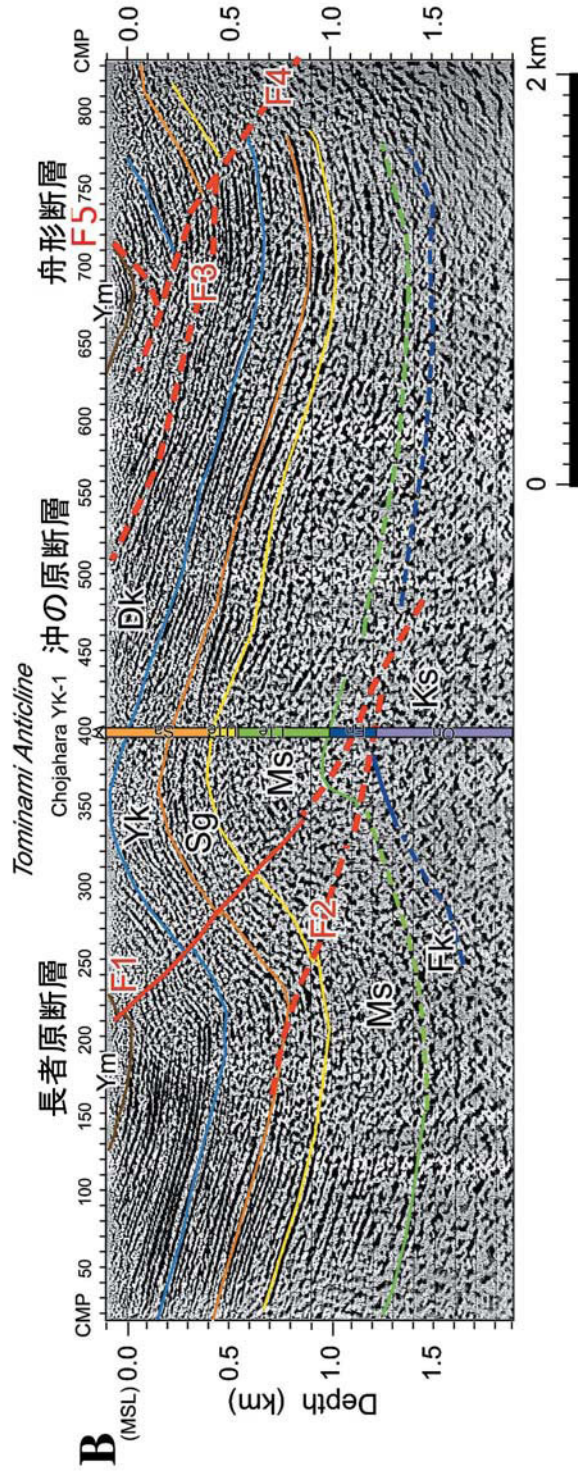 B
Tominami Anticline
Chojahara YK-1
長者原断層
沖の原断層
舟形断層
CMP 50 100 150 200 250 300 350 400 450 500 550 600 650 700 750 800 CMP
(MSL)
0.0
0.5
1.0
1.5
Depth (km)
0.0
0.5
1.0
1.5
Ym
F1
Yk
Dk
Ym
F5
Sg
F3
F4
F2
Ms
Ms
Fk
Ks
0
2 km